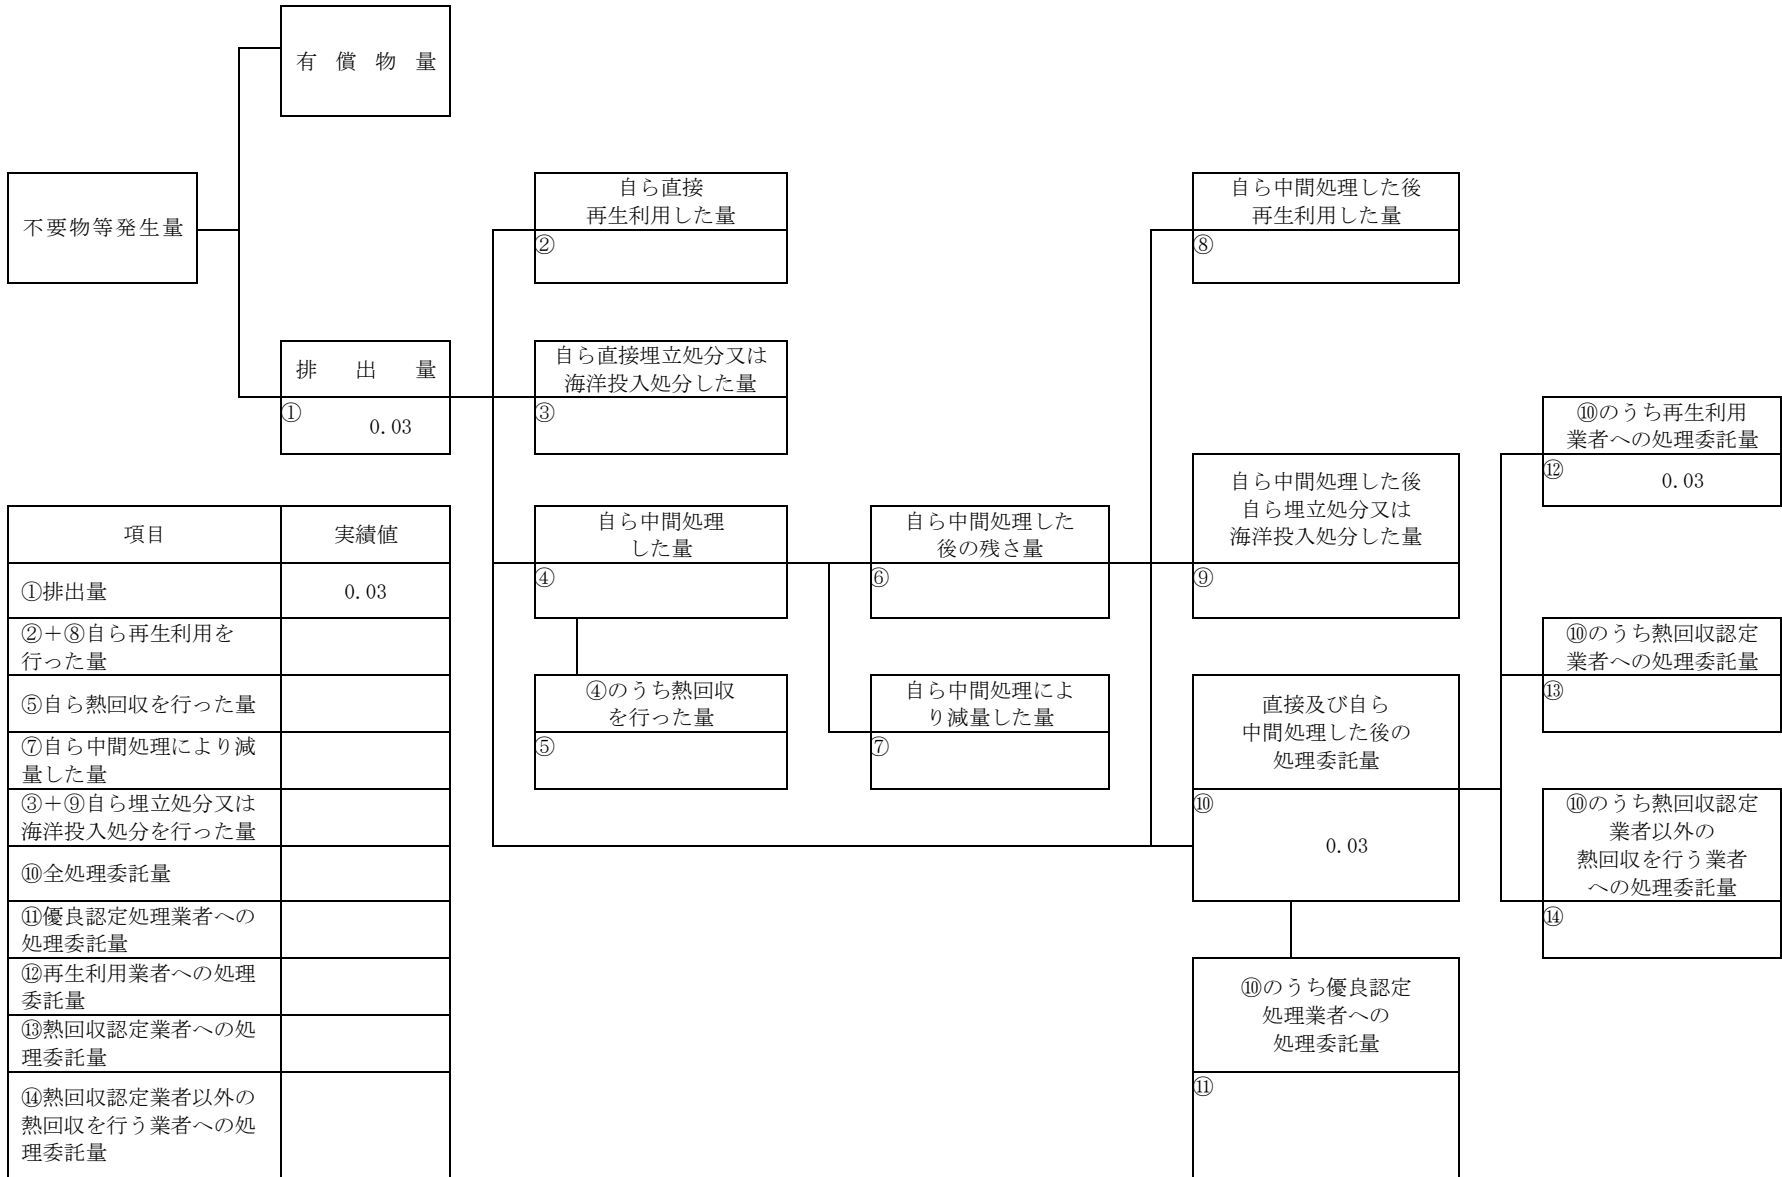 有償物量
不要物等発生量
排出量
①
0.03
自ら直接
再生利用した量
②
自ら直接埋立処分又は
海洋投入処分した量
③
自ら中間処理
した量
④
④のうち熱回収
を行った量
⑤
自ら中間処理した
後の残さ量
⑥
自ら中間処理によ
り減量した量
⑦
自ら中間処理した後
再生利用した量
⑧
自ら中間処理した後
自ら埋立処分又は
海洋投入処分した量
⑨
直接及び自ら
中間処理した後の
処理委託量
⑩
0.03
⑩のうち優良認定
処理業者への
処理委託量
⑪
⑩のうち再生利用
業者への処理委託量
⑫
0.03
⑩のうち熱回収認定
業者への処理委託量
⑬
⑩のうち熱回収認定
業者以外の
熱回収を行う業者
への処理委託量
⑭
項目 実績値
①排出量 0.03
②+⑧自ら再生利用を
行った量
⑤自ら熱回収を行った量
⑦自ら中間処理により減
量した量
③+⑨自ら埋立処分又は
海洋投入処分を行った量
⑩全処理委託量
⑪優良認定処理業者への
処理委託量
⑫再生利用業者への処理
委託量
⑬熱回収認定業者への処
理委託量
⑭熱回収認定業者以外の
熱回収を行う業者への処
理委託量